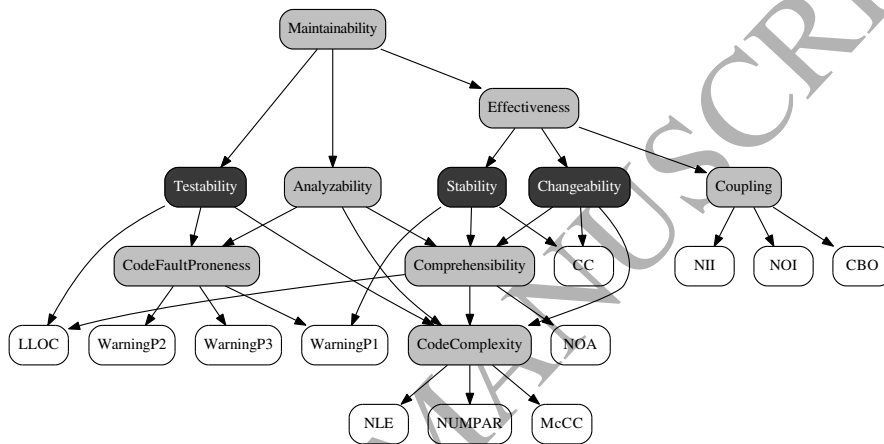 Maintainability
Effectiveness
Testability
Analyzability
Stability
Changeability
Coupling
CodeFaultProneness
Comprehensibility
CC
NII
NOI
CBO
LLOC
WarningP2
WarningP3
WarningP1
CodeComplexity
NOA
NLE
NUMPAR
McCC
MANUSCRI